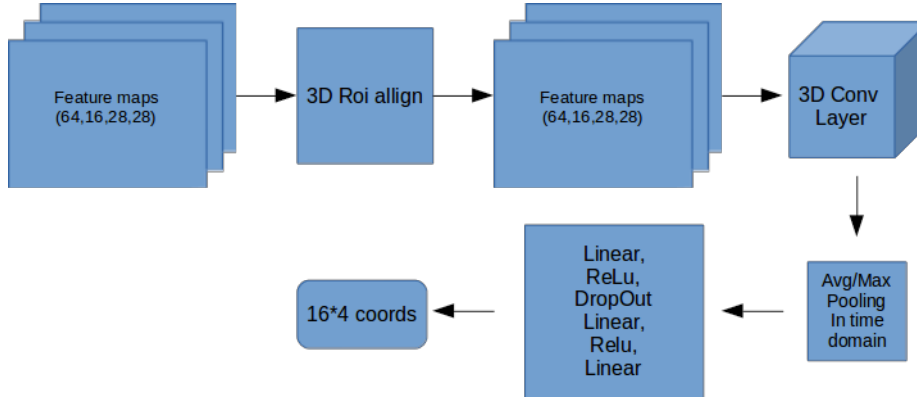 Feature maps
(64,16,28,28)
3D Roi allign
Feature maps
(64,16,28,28)
3D Conv
Layer
Avg/Max
Pooling
In time
domain
Linear,
ReLu,
DropOut
Linear,
Relu,
Linear
16*4 coords